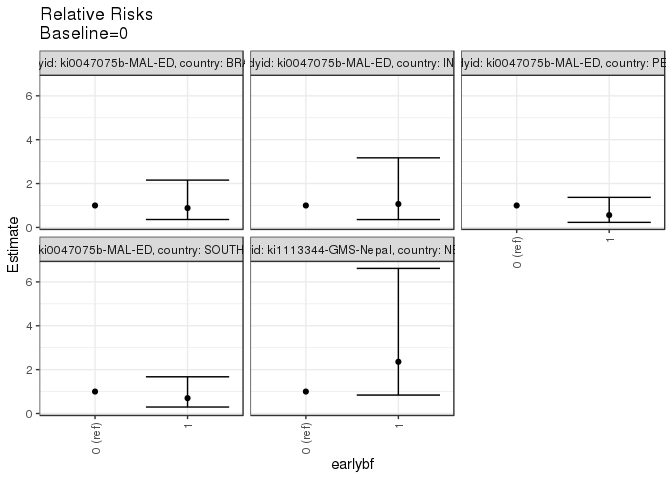 Relative Risks
Baseline=0
yid: ki0047075b-MAL-ED, country: BR
dyid: ki0047075b-MAL-ED, country: IN
lyid: ki0047075b-MAL-ED, country: PE
6
4
2
0
ki0047075b-MAL-ED, country: SOUTH
id: ki1113344-GMS-Nepal, country: NE
0 (ref)
1
6
4
2
0
0 (ref)
1
0 (ref)
1
Estimate
earlybf